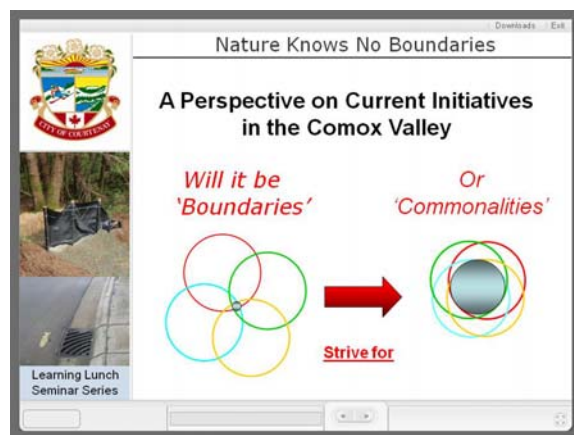 Downloads
Exit
Nature Knows No Boundaries
CITY OF COURTENAY
A Perspective on Current Initiatives
in the Comox Valley
Will it be
'Boundaries'
Or
'Commonalities'
Strive for
Learning Lunch
Seminar Series